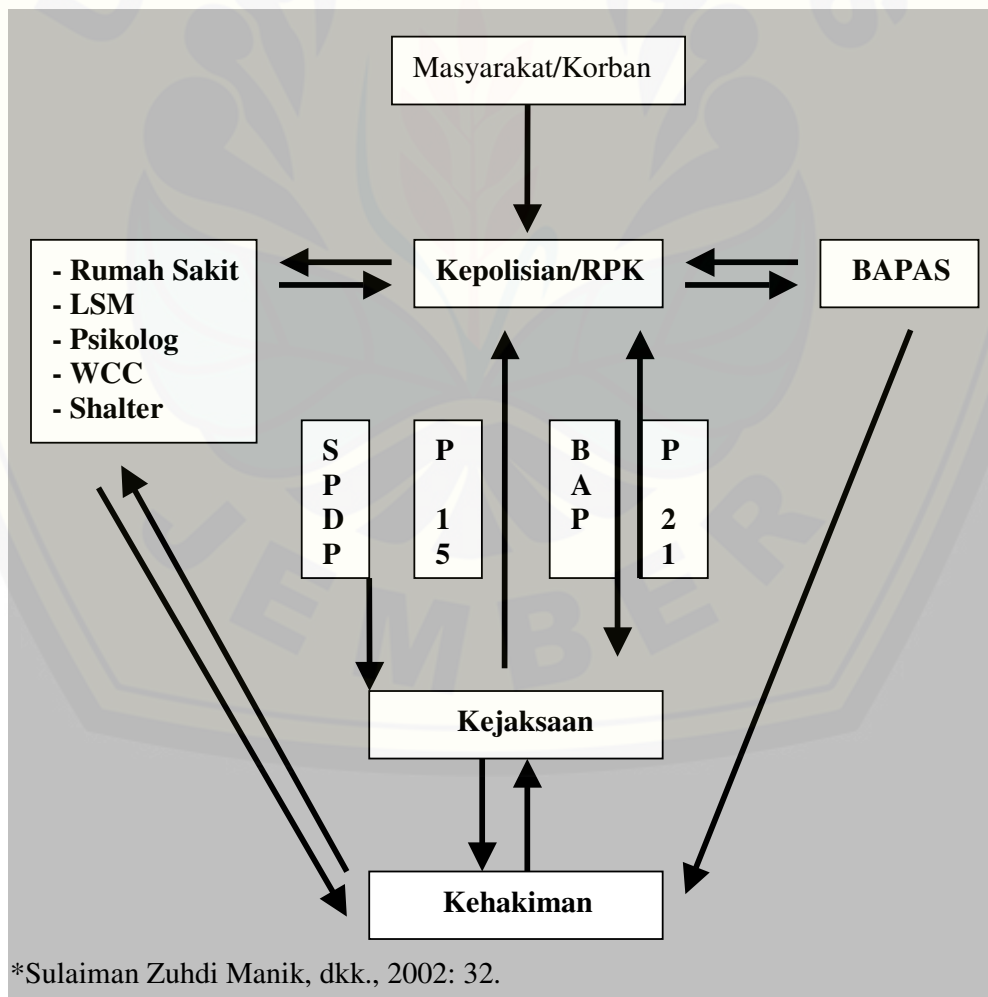 Masyarakat/Korban
- Rumah Sakit
- LSM
- Psikolog
- WCC
- Shalter
Kepolisian/RPK
BAPAS
S
P
D
P
P
1
5
B
A
P
P
2
1
Kejaksaan
Kehakiman
*Sulaiman Zuhdi Manik, dkk., 2002: 32.
JEMBER